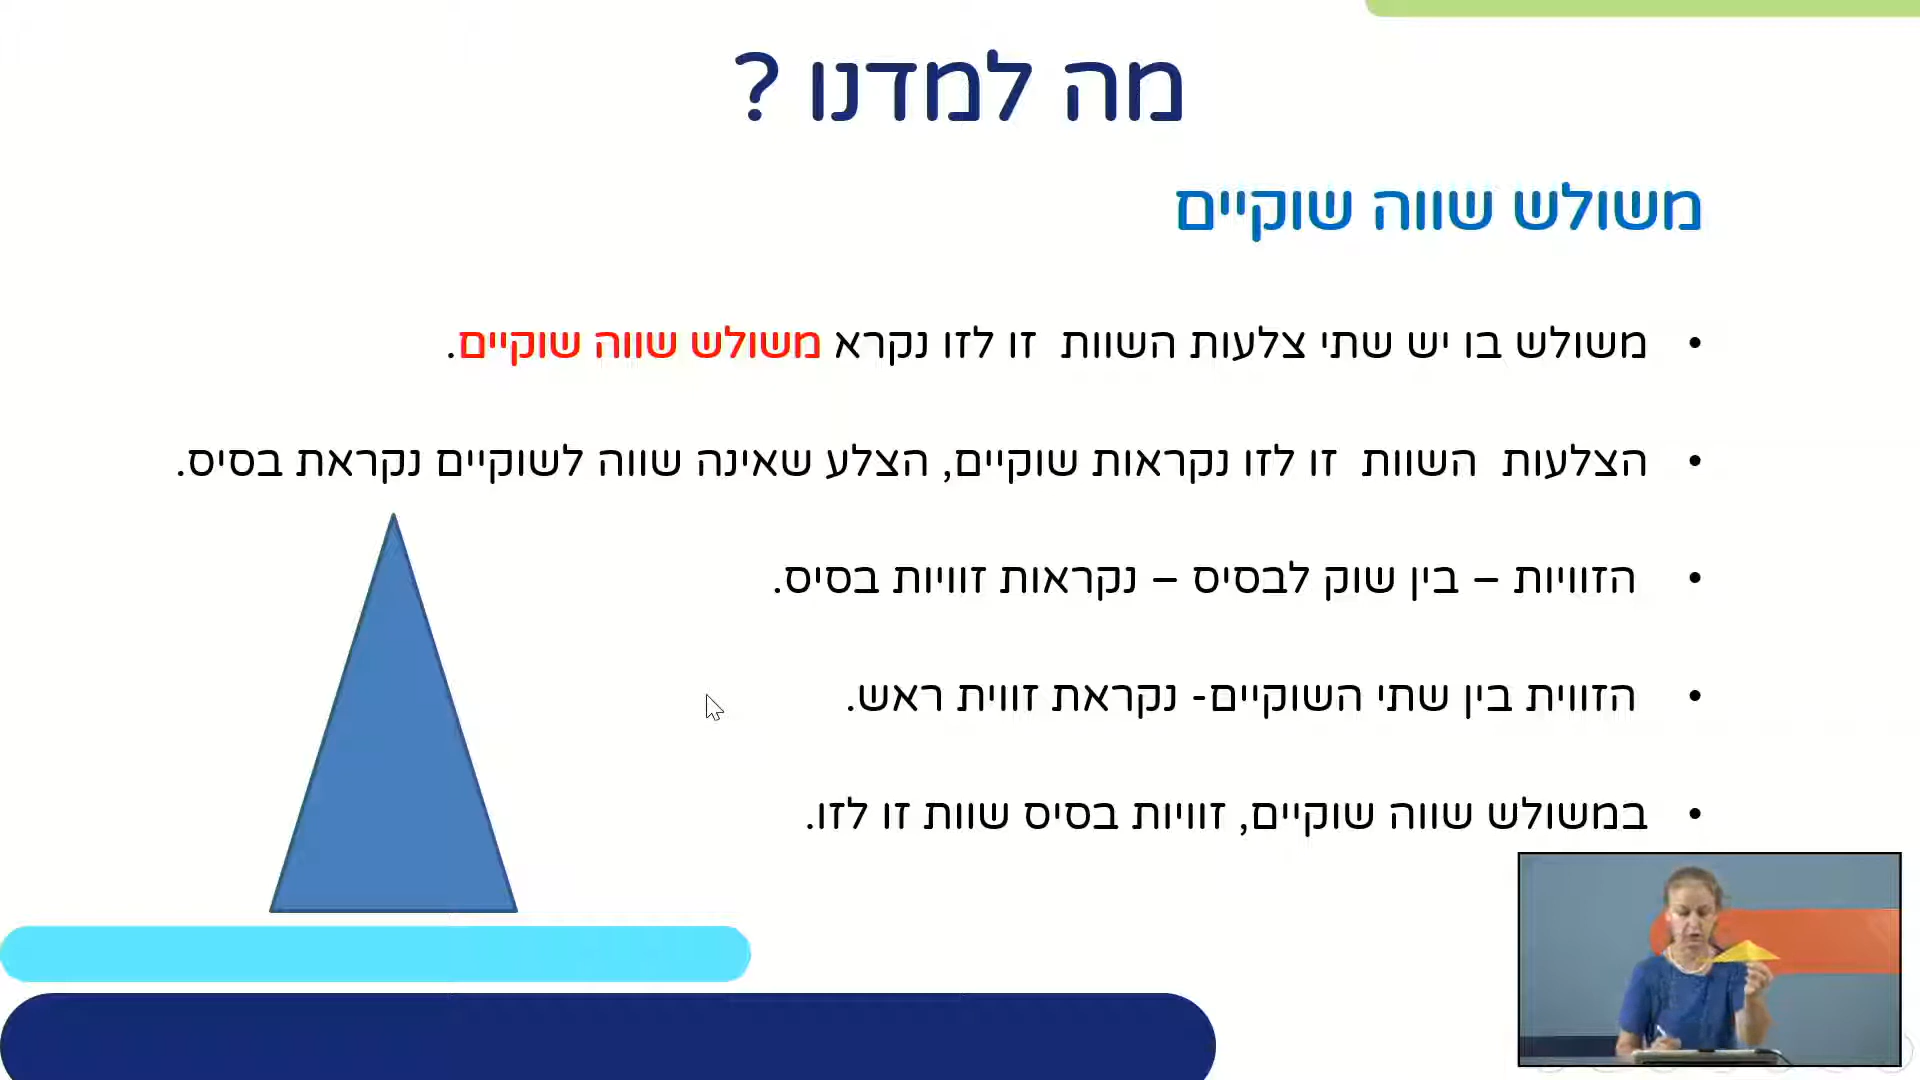 מה למדנו ?
משולש שווה שוקיים
• משולש בו יש שתי צלעות השוות זו לזו נקרא משולש שווה שוקיים.
• הצלעות השוות זו לזו נקראות שוקיים, הצלע שאינה שווה לשוקיים נקראת בסיס.
• הזוויות – בין שוק לבסיס – נקראות זוויות בסיס.
• הזווית בין שתי השוקיים- נקראת זווית ראש.
• במשולש שווה שוקיים, זוויות בסיס שוות זו לזו.